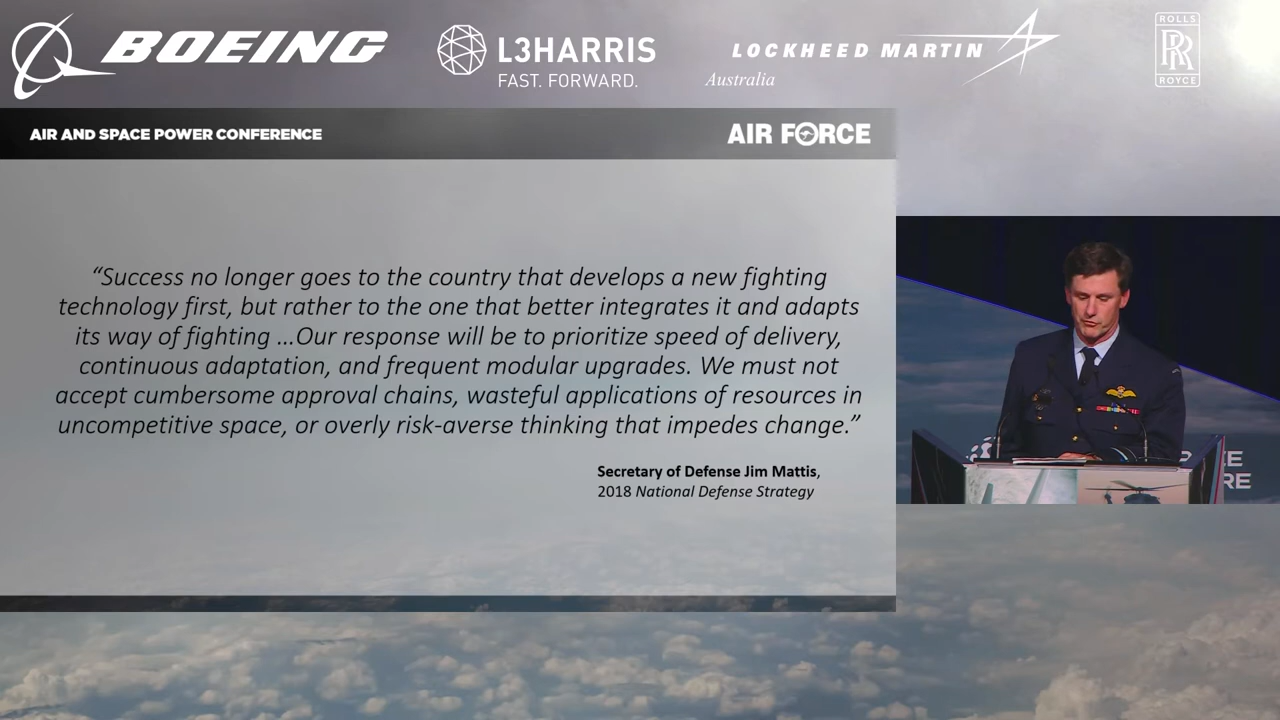 BOEING
L3HARRIS
FAST. FORWARD.
LOCKHEED MARTIN
Australia
ROLLS
RR
ROYCE
AIR AND SPACE POWER CONFERENCE
AIR FORCE
“Success no longer goes to the country that develops a new fighting
technology first, but rather to the one that better integrates it and adapts
its way of fighting …Our response will be to prioritize speed of delivery,
continuous adaptation, and frequent modular upgrades. We must not
accept cumbersome approval chains, wasteful applications of resources in
uncompetitive space, or overly risk-averse thinking that impedes change.”
Secretary of Defense Jim Mattis,
2018 National Defense Strategy